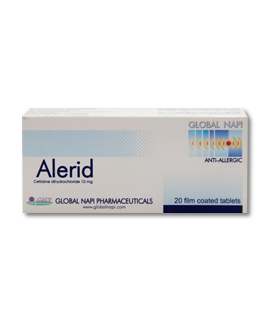 GLOBAL NAPI
ANTI-ALLERGIC
Alerid
Cetirizine dihydrochloride 10 mg
GLOBAL NAPI PHARMACEUTICALS
www.globalnapi.com
20 film coated tablets